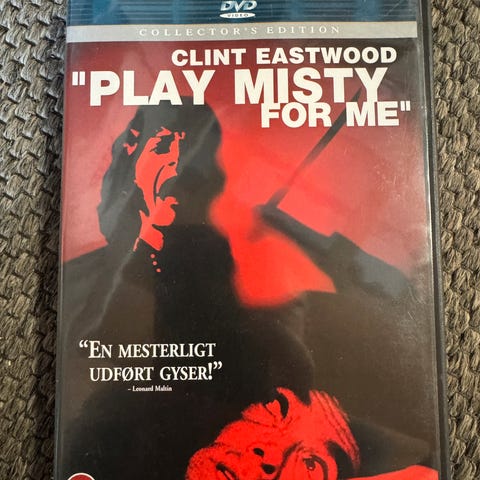 DVD
VIDEO
COLLECTOR'S EDITION
CLINT EASTWOOD
"PLAY MISTY
FOR ME"
“EN MESTERLIGT
UDFØRT GYSER!”
– Leonard Maltin